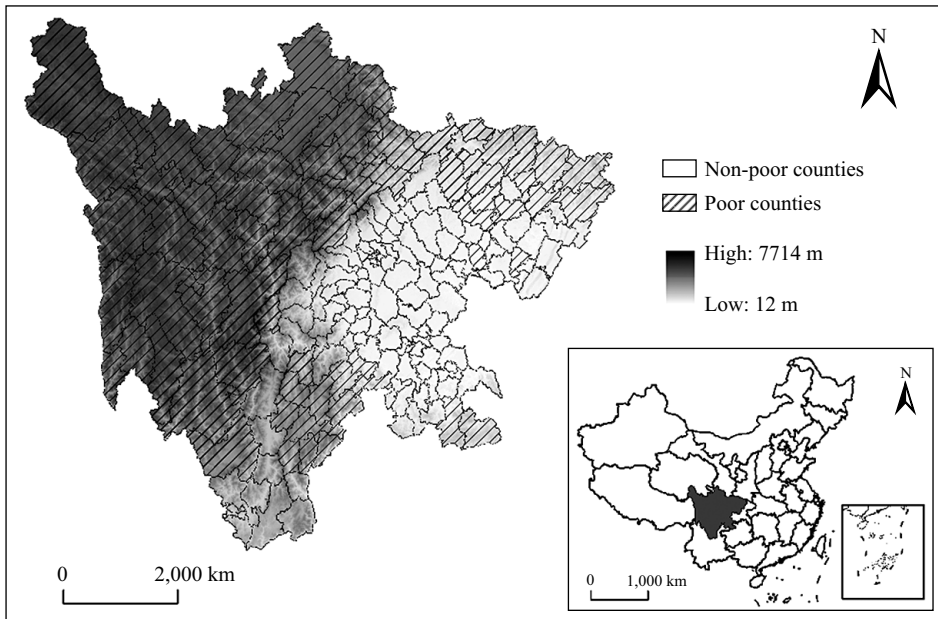 N
Non-poor counties
Poor counties
High: 7714 m
Low: 12 m
0 2,000 km
N
0 1,000 km